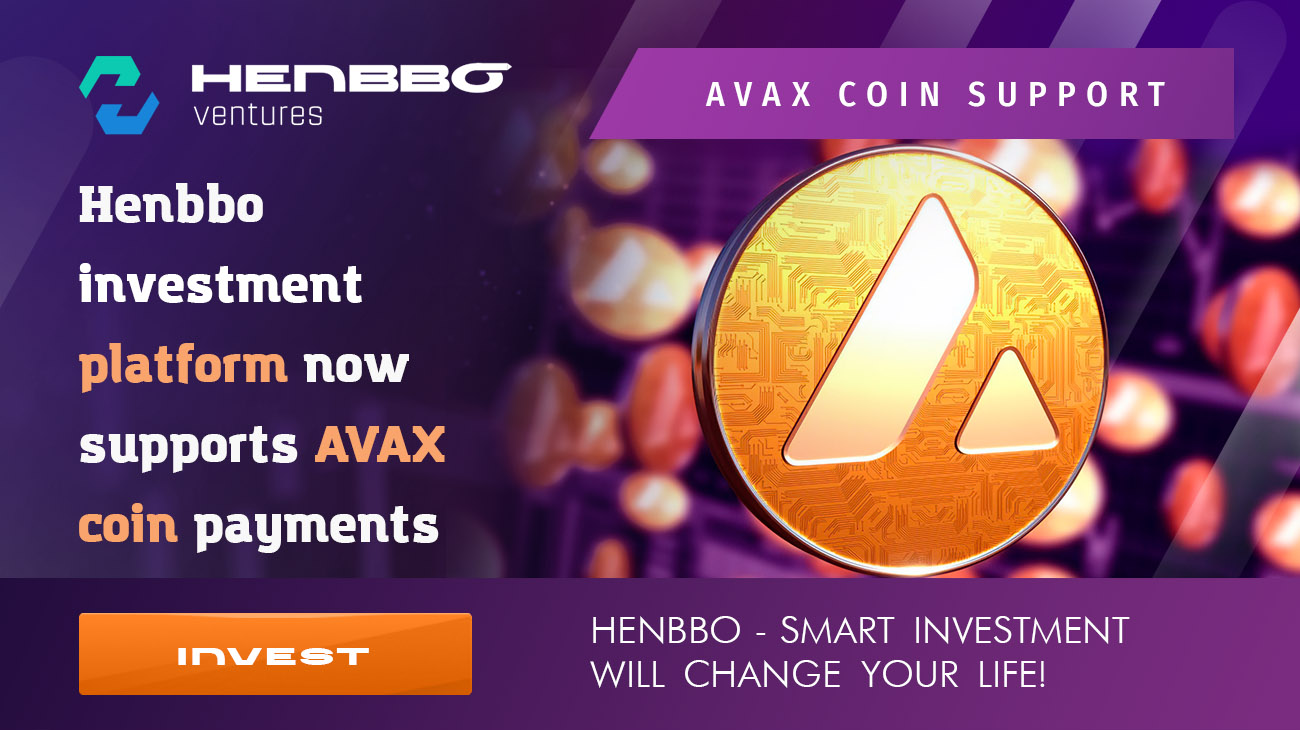 HENBBO
ventures
AVAX COIN SUPPORT
Henbbo
investment
platform now
supports AVAX
coin payments
INVEST
HENBBO - SMART INVESTMENT
WILL CHANGE YOUR LIFE!